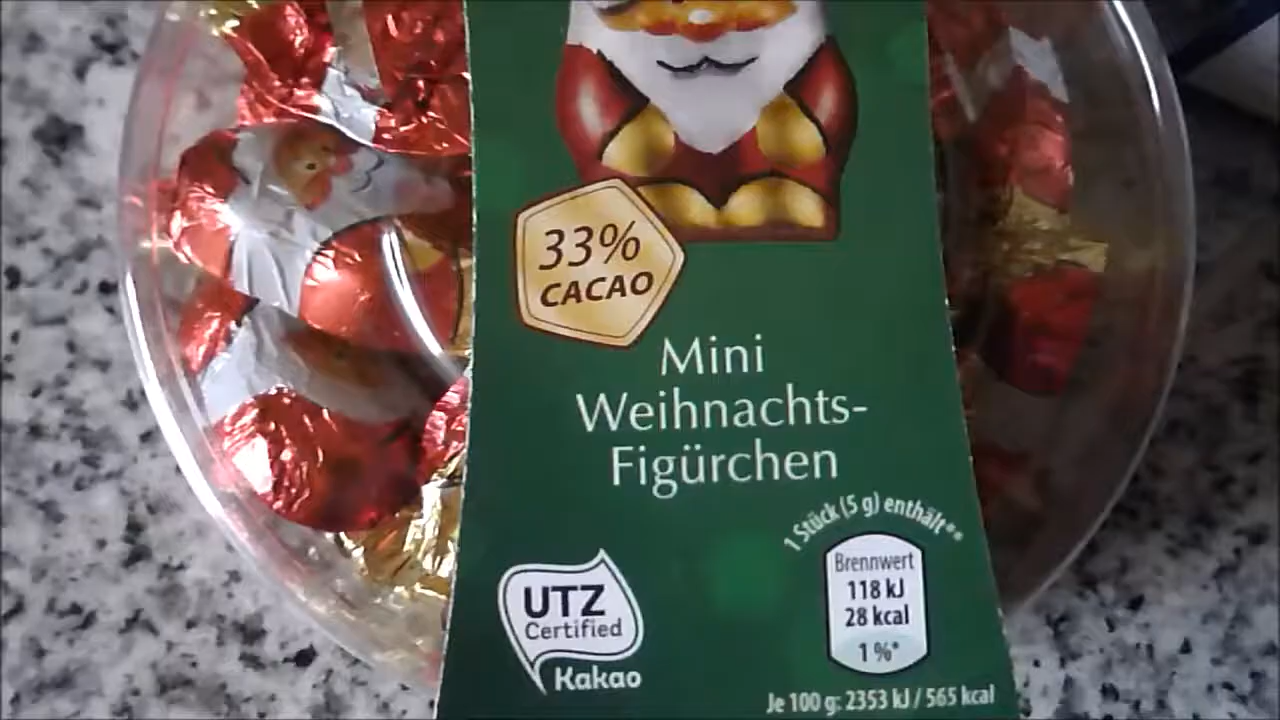 33%
CACAO
Mini
Weihnachts-
Figürchen
1 Stück (5 g) enthält**
Brennwert
118 kJ
28 kcal
1 %*
UTZ
Certified
Kakao
Je 100 g: 2353 kJ / 565 kcal